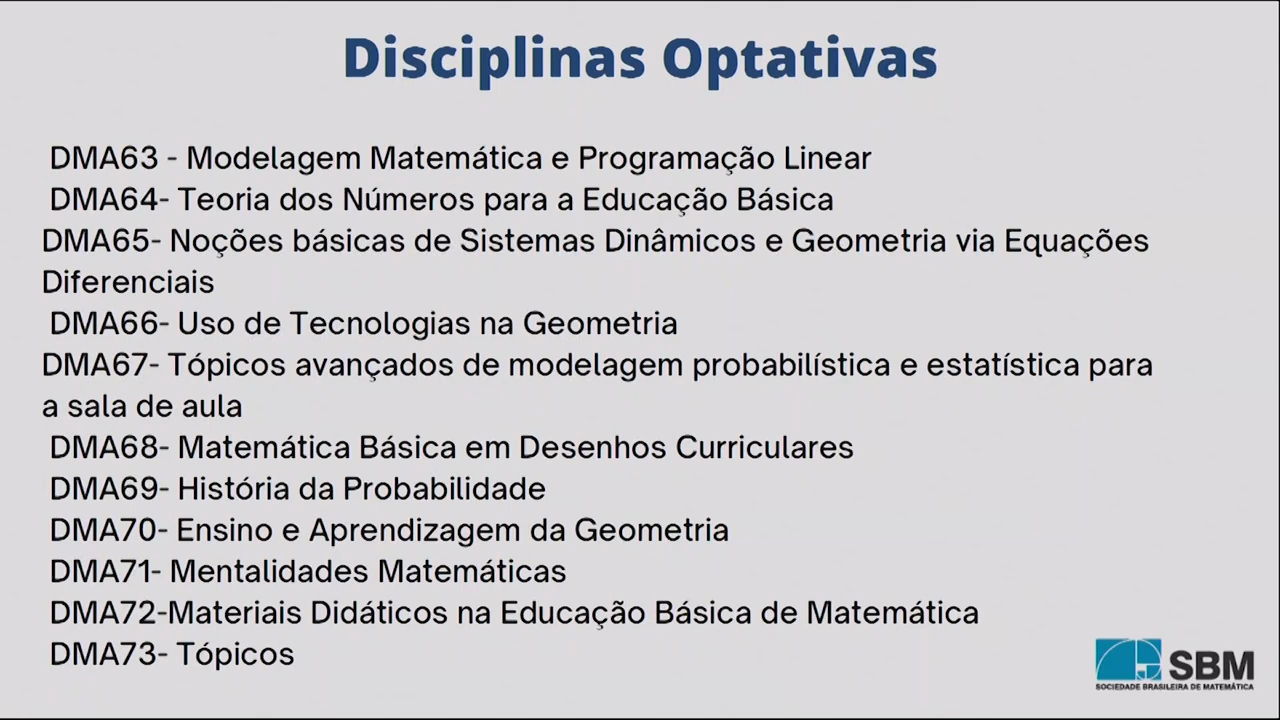 Disciplinas Optativas
DMA63 - Modelagem Matemática e Programação Linear
DMA64- Teoria dos Números para a Educação Básica
DMA65- Noções básicas de Sistemas Dinâmicos e Geometria via Equações
Diferenciais
DMA66- Uso de Tecnologias na Geometria
DMA67- Tópicos avançados de modelagem probabilística e estatística para
a sala de aula
DMA68- Matemática Básica em Desenhos Curriculares
DMA69- História da Probabilidade
DMA70- Ensino e Aprendizagem da Geometria
DMA71- Mentalidades Matemáticas
DMA72-Materiais Didáticos na Educação Básica de Matemática
DMA73- Tópicos
SBM
SOCIEDADE BRASILEIRA DE MATEMÁTICA